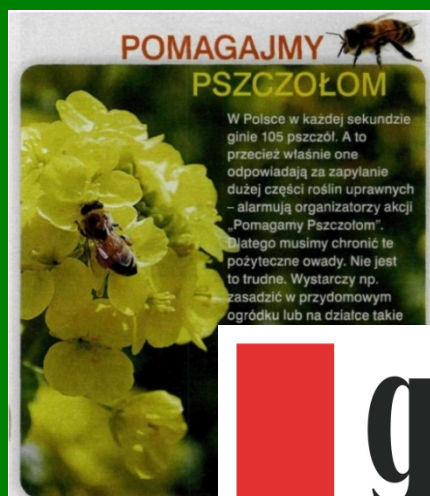 POMAGAJMY
PSZCZOŁOM
W Polsce w każdej sekundzie
ginie 105 pszczół. A to
przecież właśnie one
odpowiadają za zapylanie
dużej części roślin uprawnych
– alarmują organizatorzy akcji
„Pomagamy Pszczołom”.
Dlatego musimy chronić te
pożyteczne owady. Nie jest
to trudne. Wystarczy np.
zasadzić w przydomowym
ogródku lub na działce takie
g